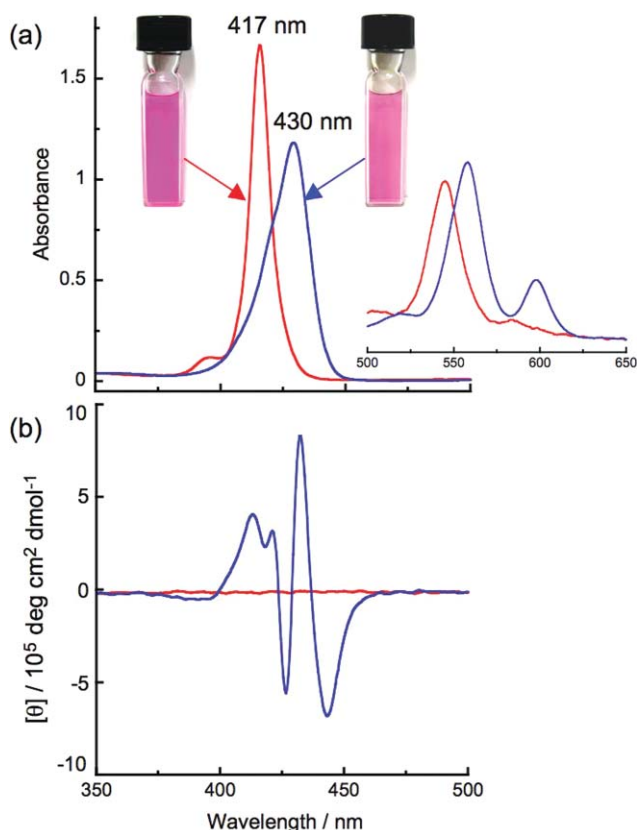 (a)
417 nm
430 nm
1.5
1
0.5
0
Absorbance
500
550
600
650
(b)
10
5
0
-5
-10
[θ] / 10⁵ deg cm² dmol⁻¹
350
400
450
500
Wavelength / nm